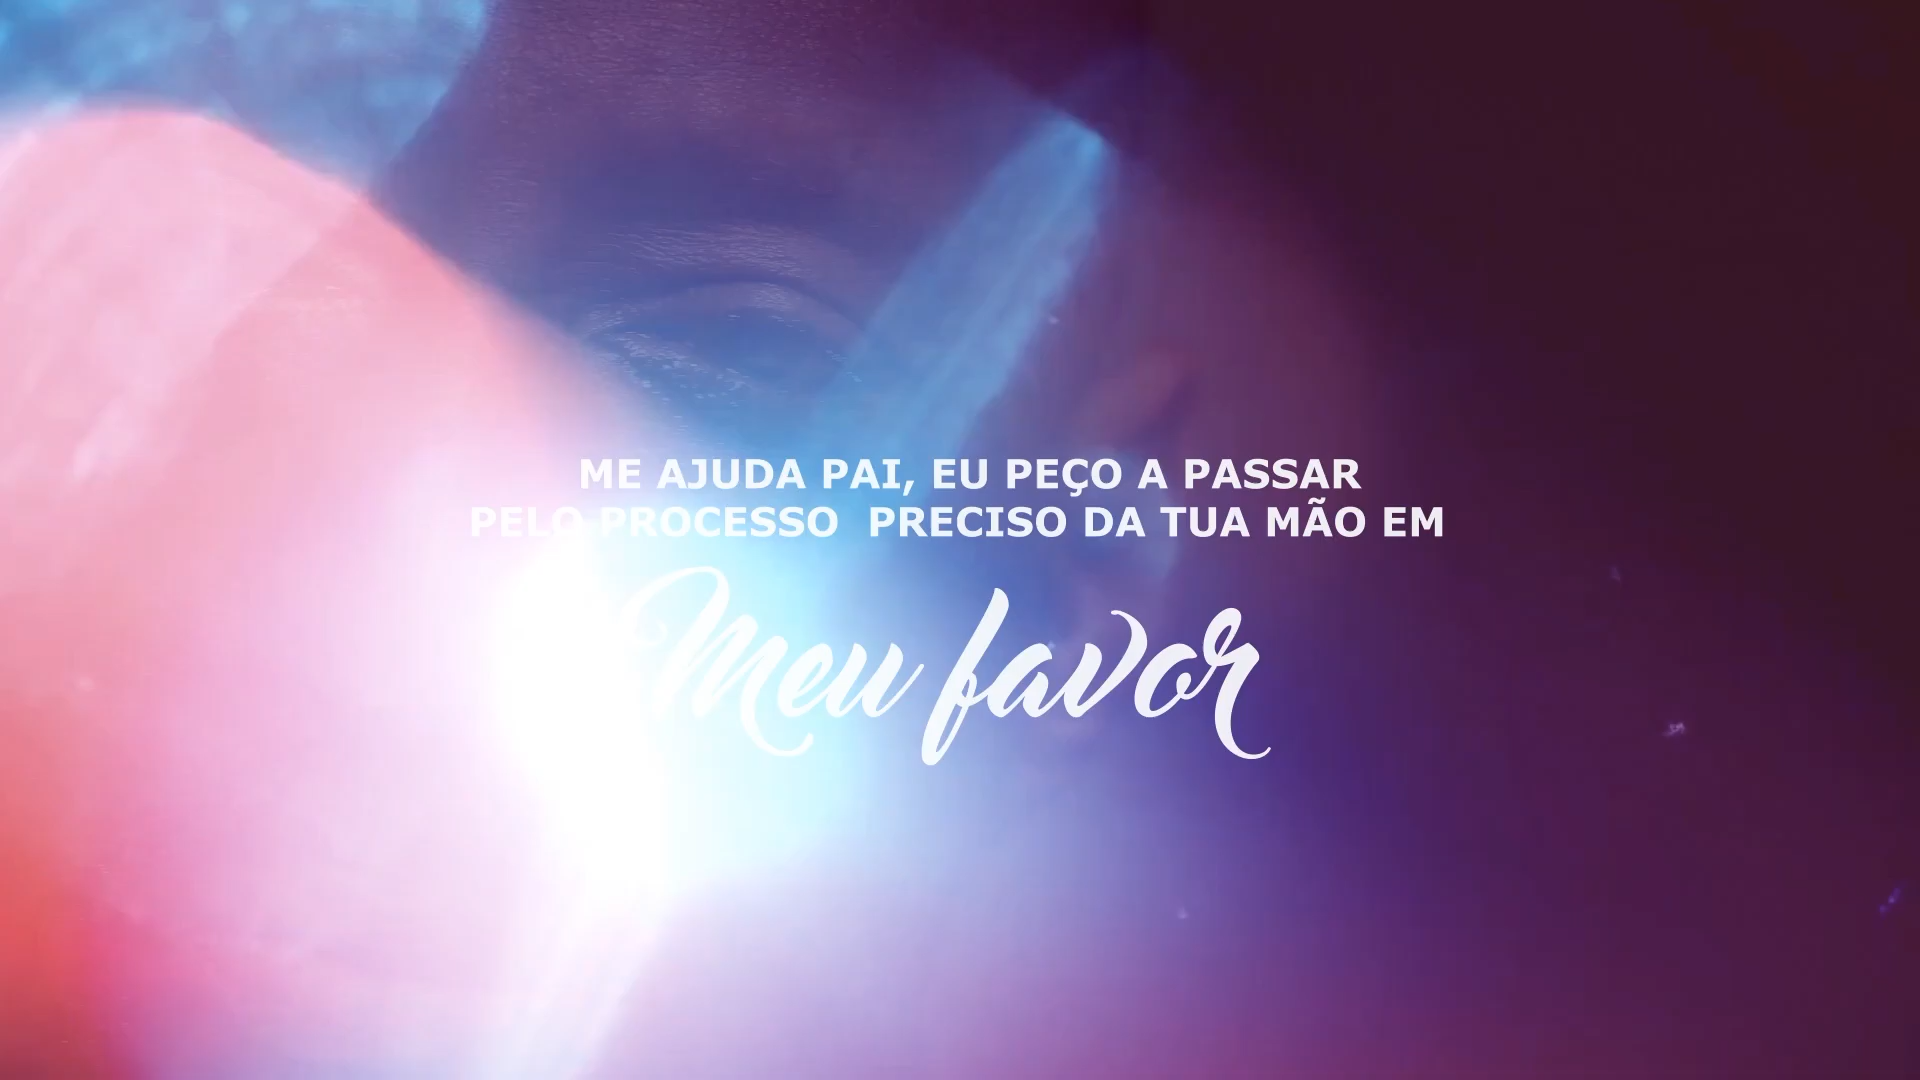 ME AJUDA PAI, EU PEÇO A PASSAR
PELO PROCESSO  PRECISO DA TUA MÃO EM
Meu favor